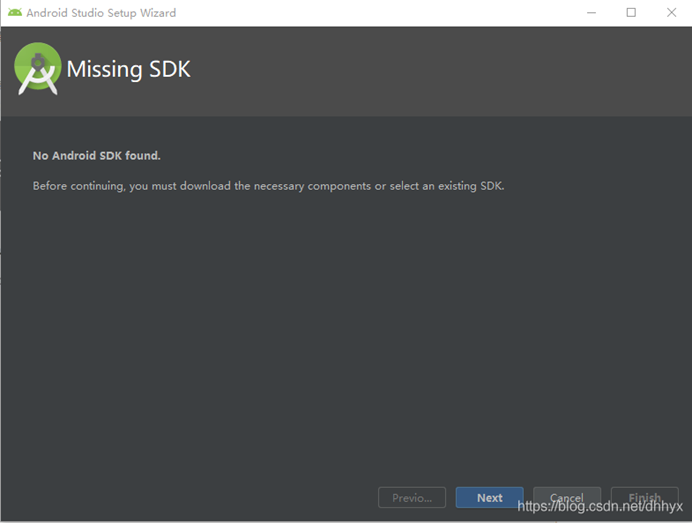 Android Studio Setup Wizard
Missing SDK
No Android SDK found.
Before continuing, you must download the necessary components or select an existing SDK.
Previo... Next Cancel Finish
https://blog.csdn.net/dhhyx